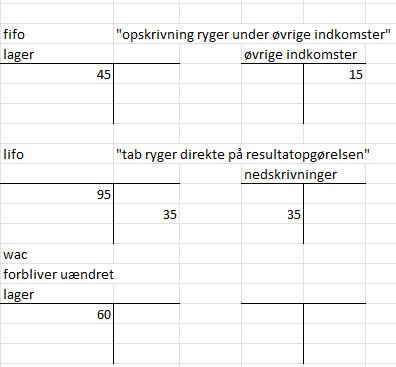 fifo "opskrivning ryger under øvrige indkomster"
lager øvrige indkomster
45 15
lifo "tab ryger direkte på resultatopgørelsen"
nedskrivninger
95
35 35
wac
forbliver uændret
lager
60